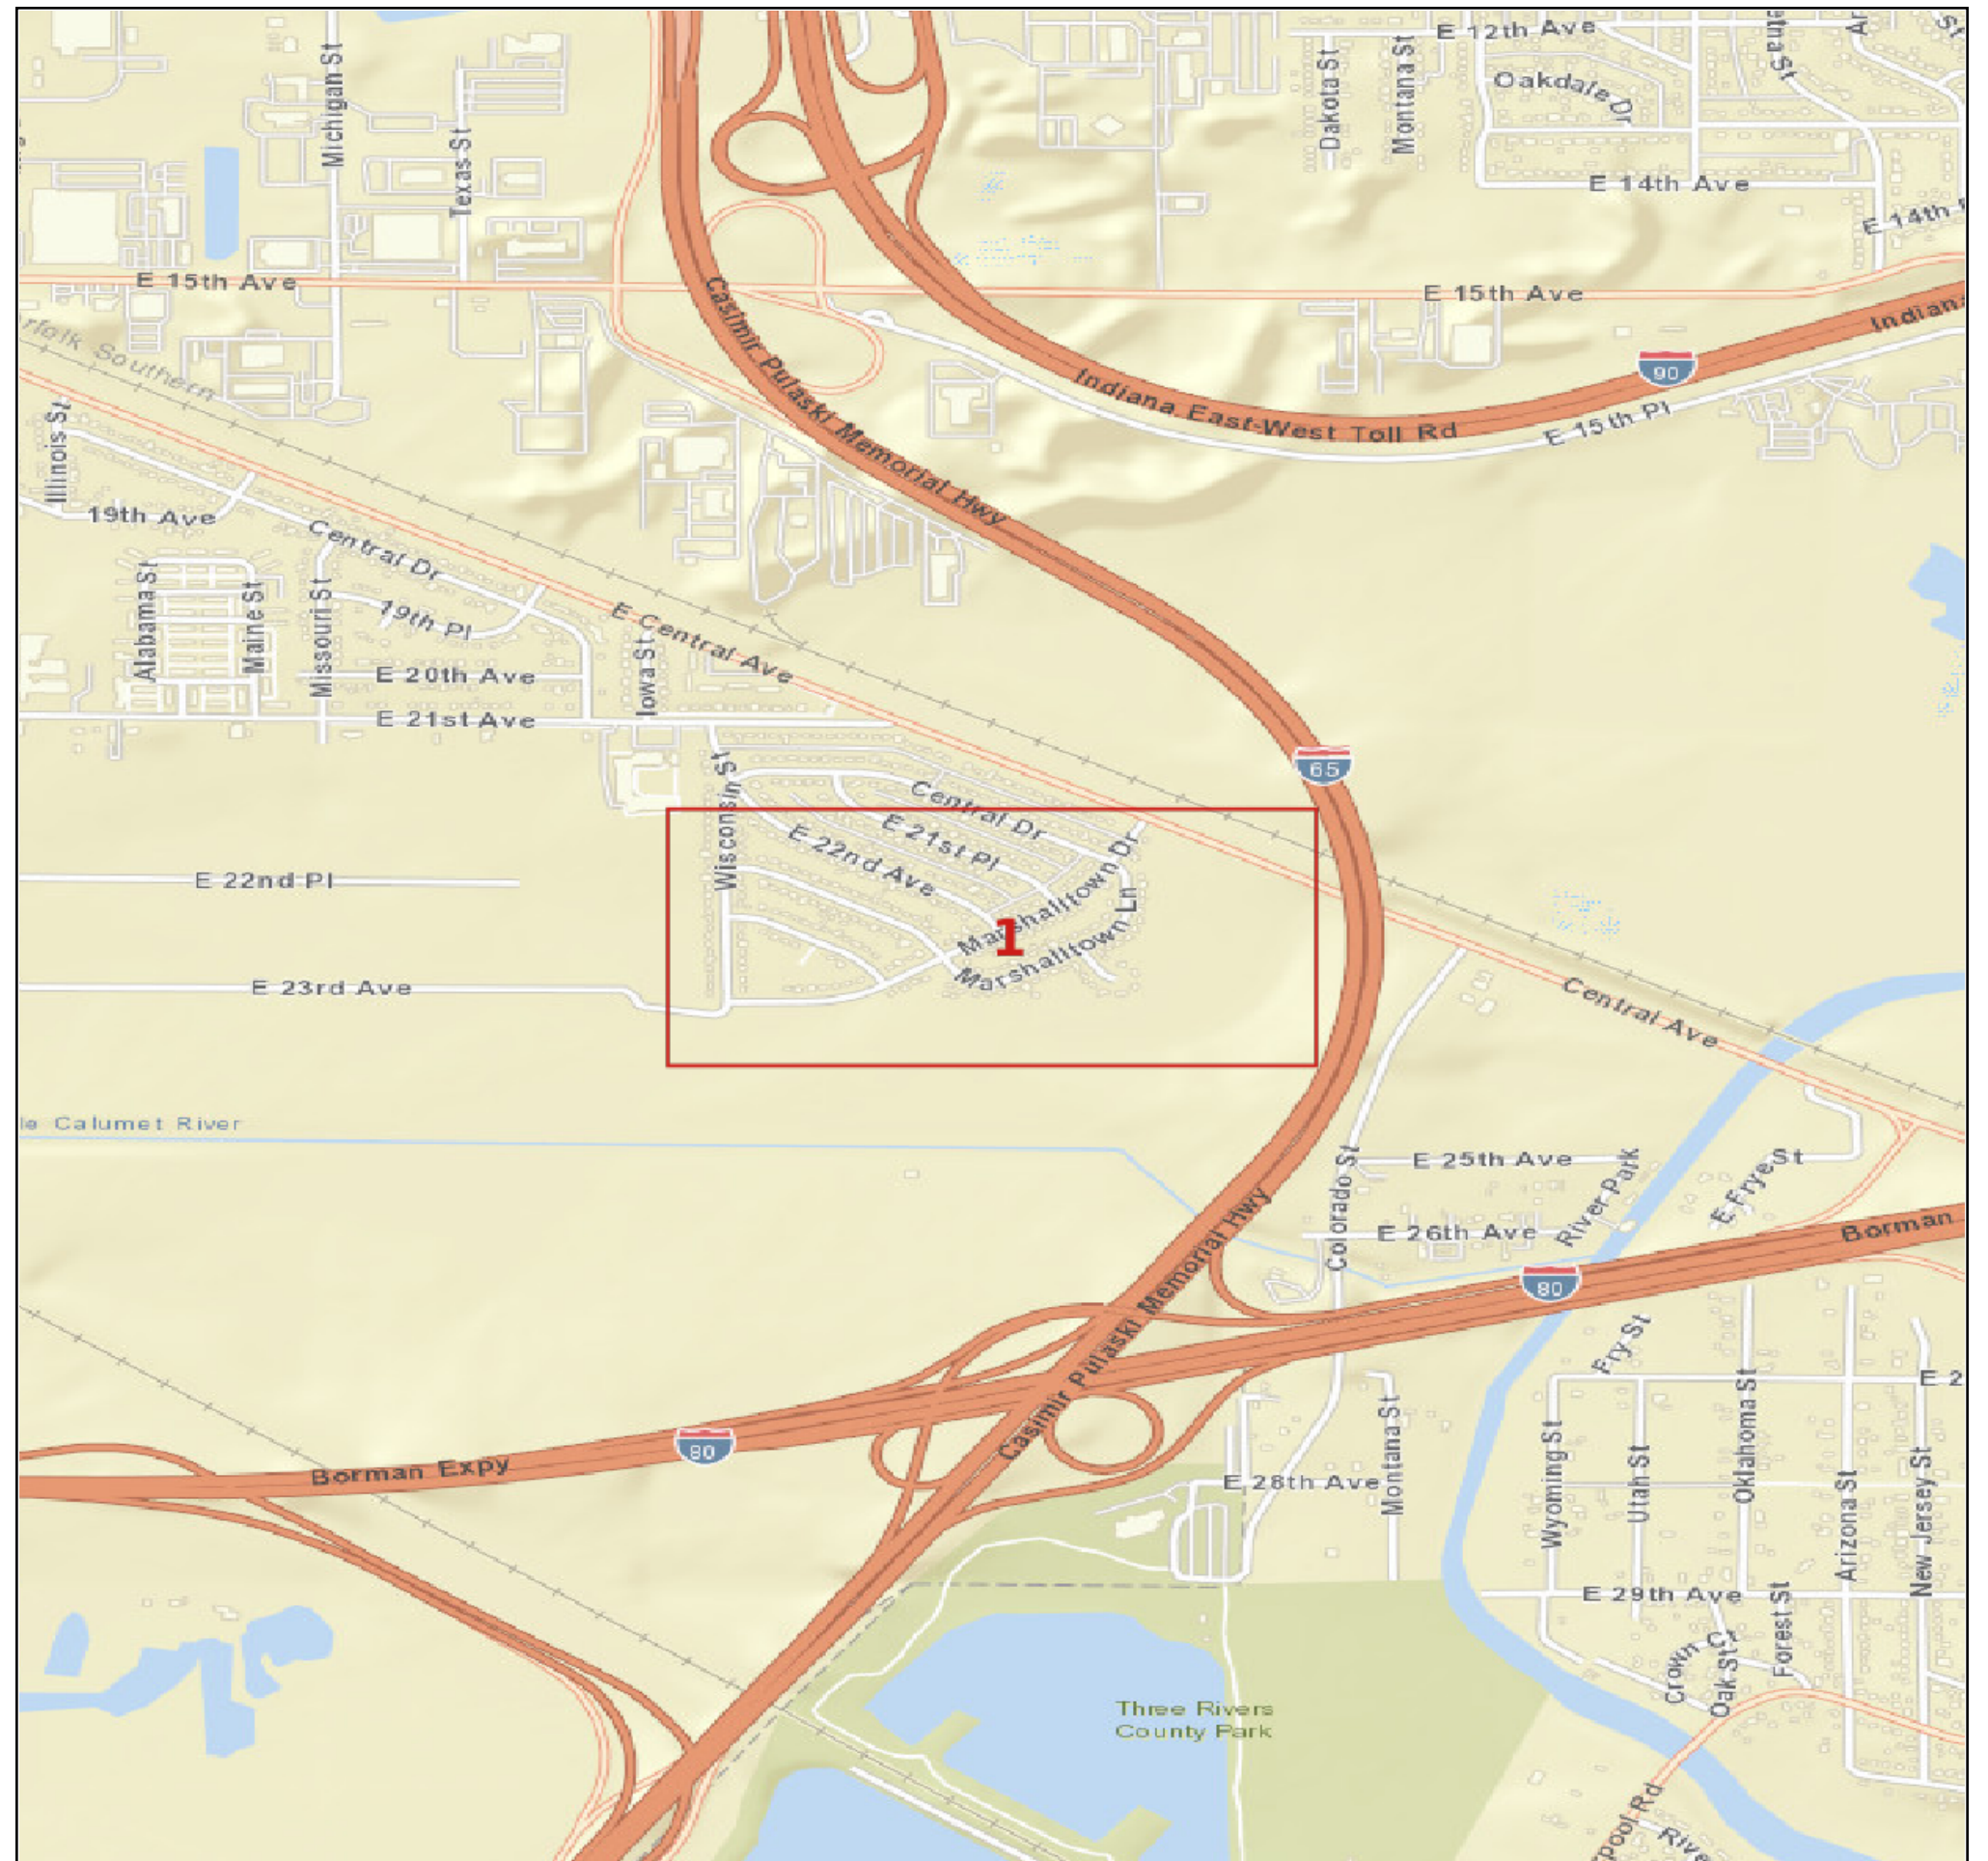 E 12th Ave
Michigan St
Texas St
Dakota St
Montana St
Oakdale Dr
E 14th Ave
E 14th
E 15th Ave
E 15th Ave
Casimir Pulaski Memorial Hwy
Indiana East-West Toll Rd
90
E 15th Pl
Southern
Illinois St
19th Ave
Central Dr
19th Pl
Alabama St
Maine St
Missouri St
Iowa St
E Central Ave
E 20th Ave
E 21st Ave
65
Wisconsin St
Central Dr
E 21st Pl
E 22nd Ave
Marshalltown Dr
Marshalltown Ln
1
E 22nd Pl
E 23rd Ave
Central Ave
Calumet River
Colorado St
E 25th Ave
River Park
E Frye St
E 26th Ave
Casimir Pulaski Memorial Hwy
Borman
80
Fry St
80
Borman Expy
E 28th Ave
Montana St
Wyoming St
Utah St
Oklahoma St
Arizona St
New Jersey St
E 2
E 29th Ave
Forest St
Crown Ct
Oak St
Three Rivers
County Park